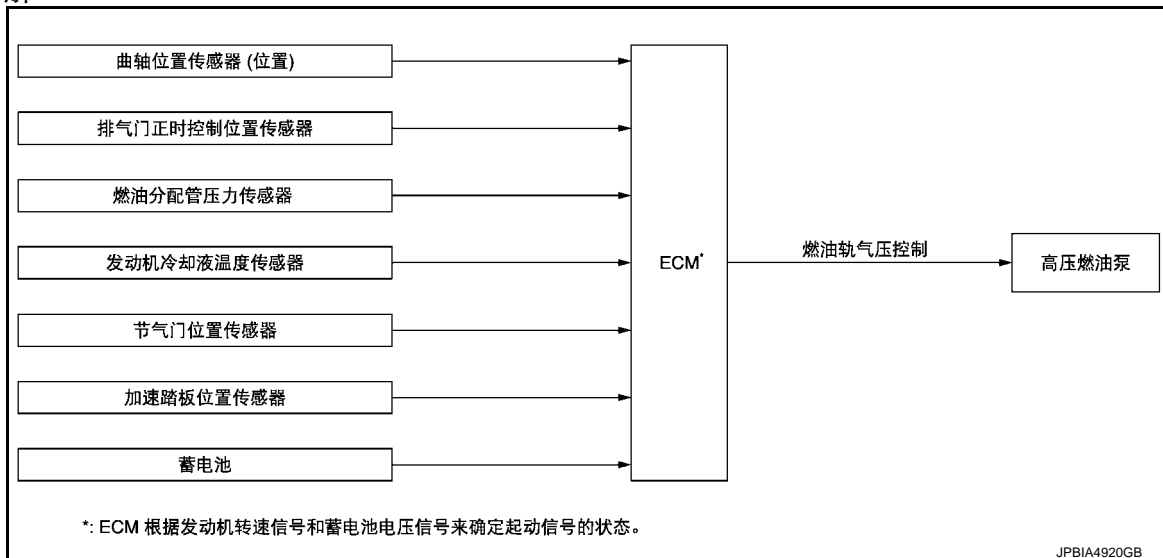 曲轴位置传感器 (位置)
排气门正时控制位置传感器
燃油分配管压力传感器
发动机冷却液温度传感器
ECM*
燃油轨气压控制
高压燃油泵
节气门位置传感器
加速踏板位置传感器
蓄电池
*: ECM 根据发动机转速信号和蓄电池电压信号来确定起动信号的状态。
JPBIA4920GB